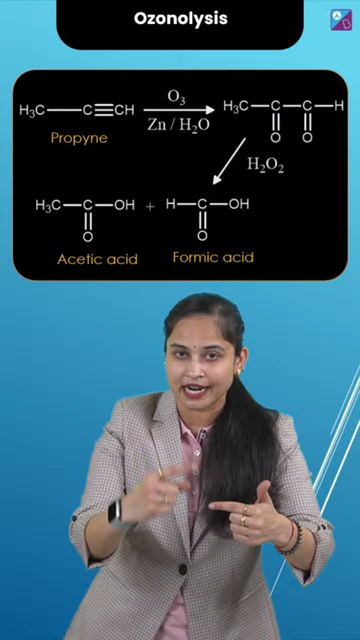 Ozonolysis
A
B
H₃C — C ≡ CH
O₃
Zn / H₂O
H₃C — C — C — H
O O
Propyne
H₂O₂
H₃C — C — OH + H — C — OH
O O
Acetic acid Formic acid